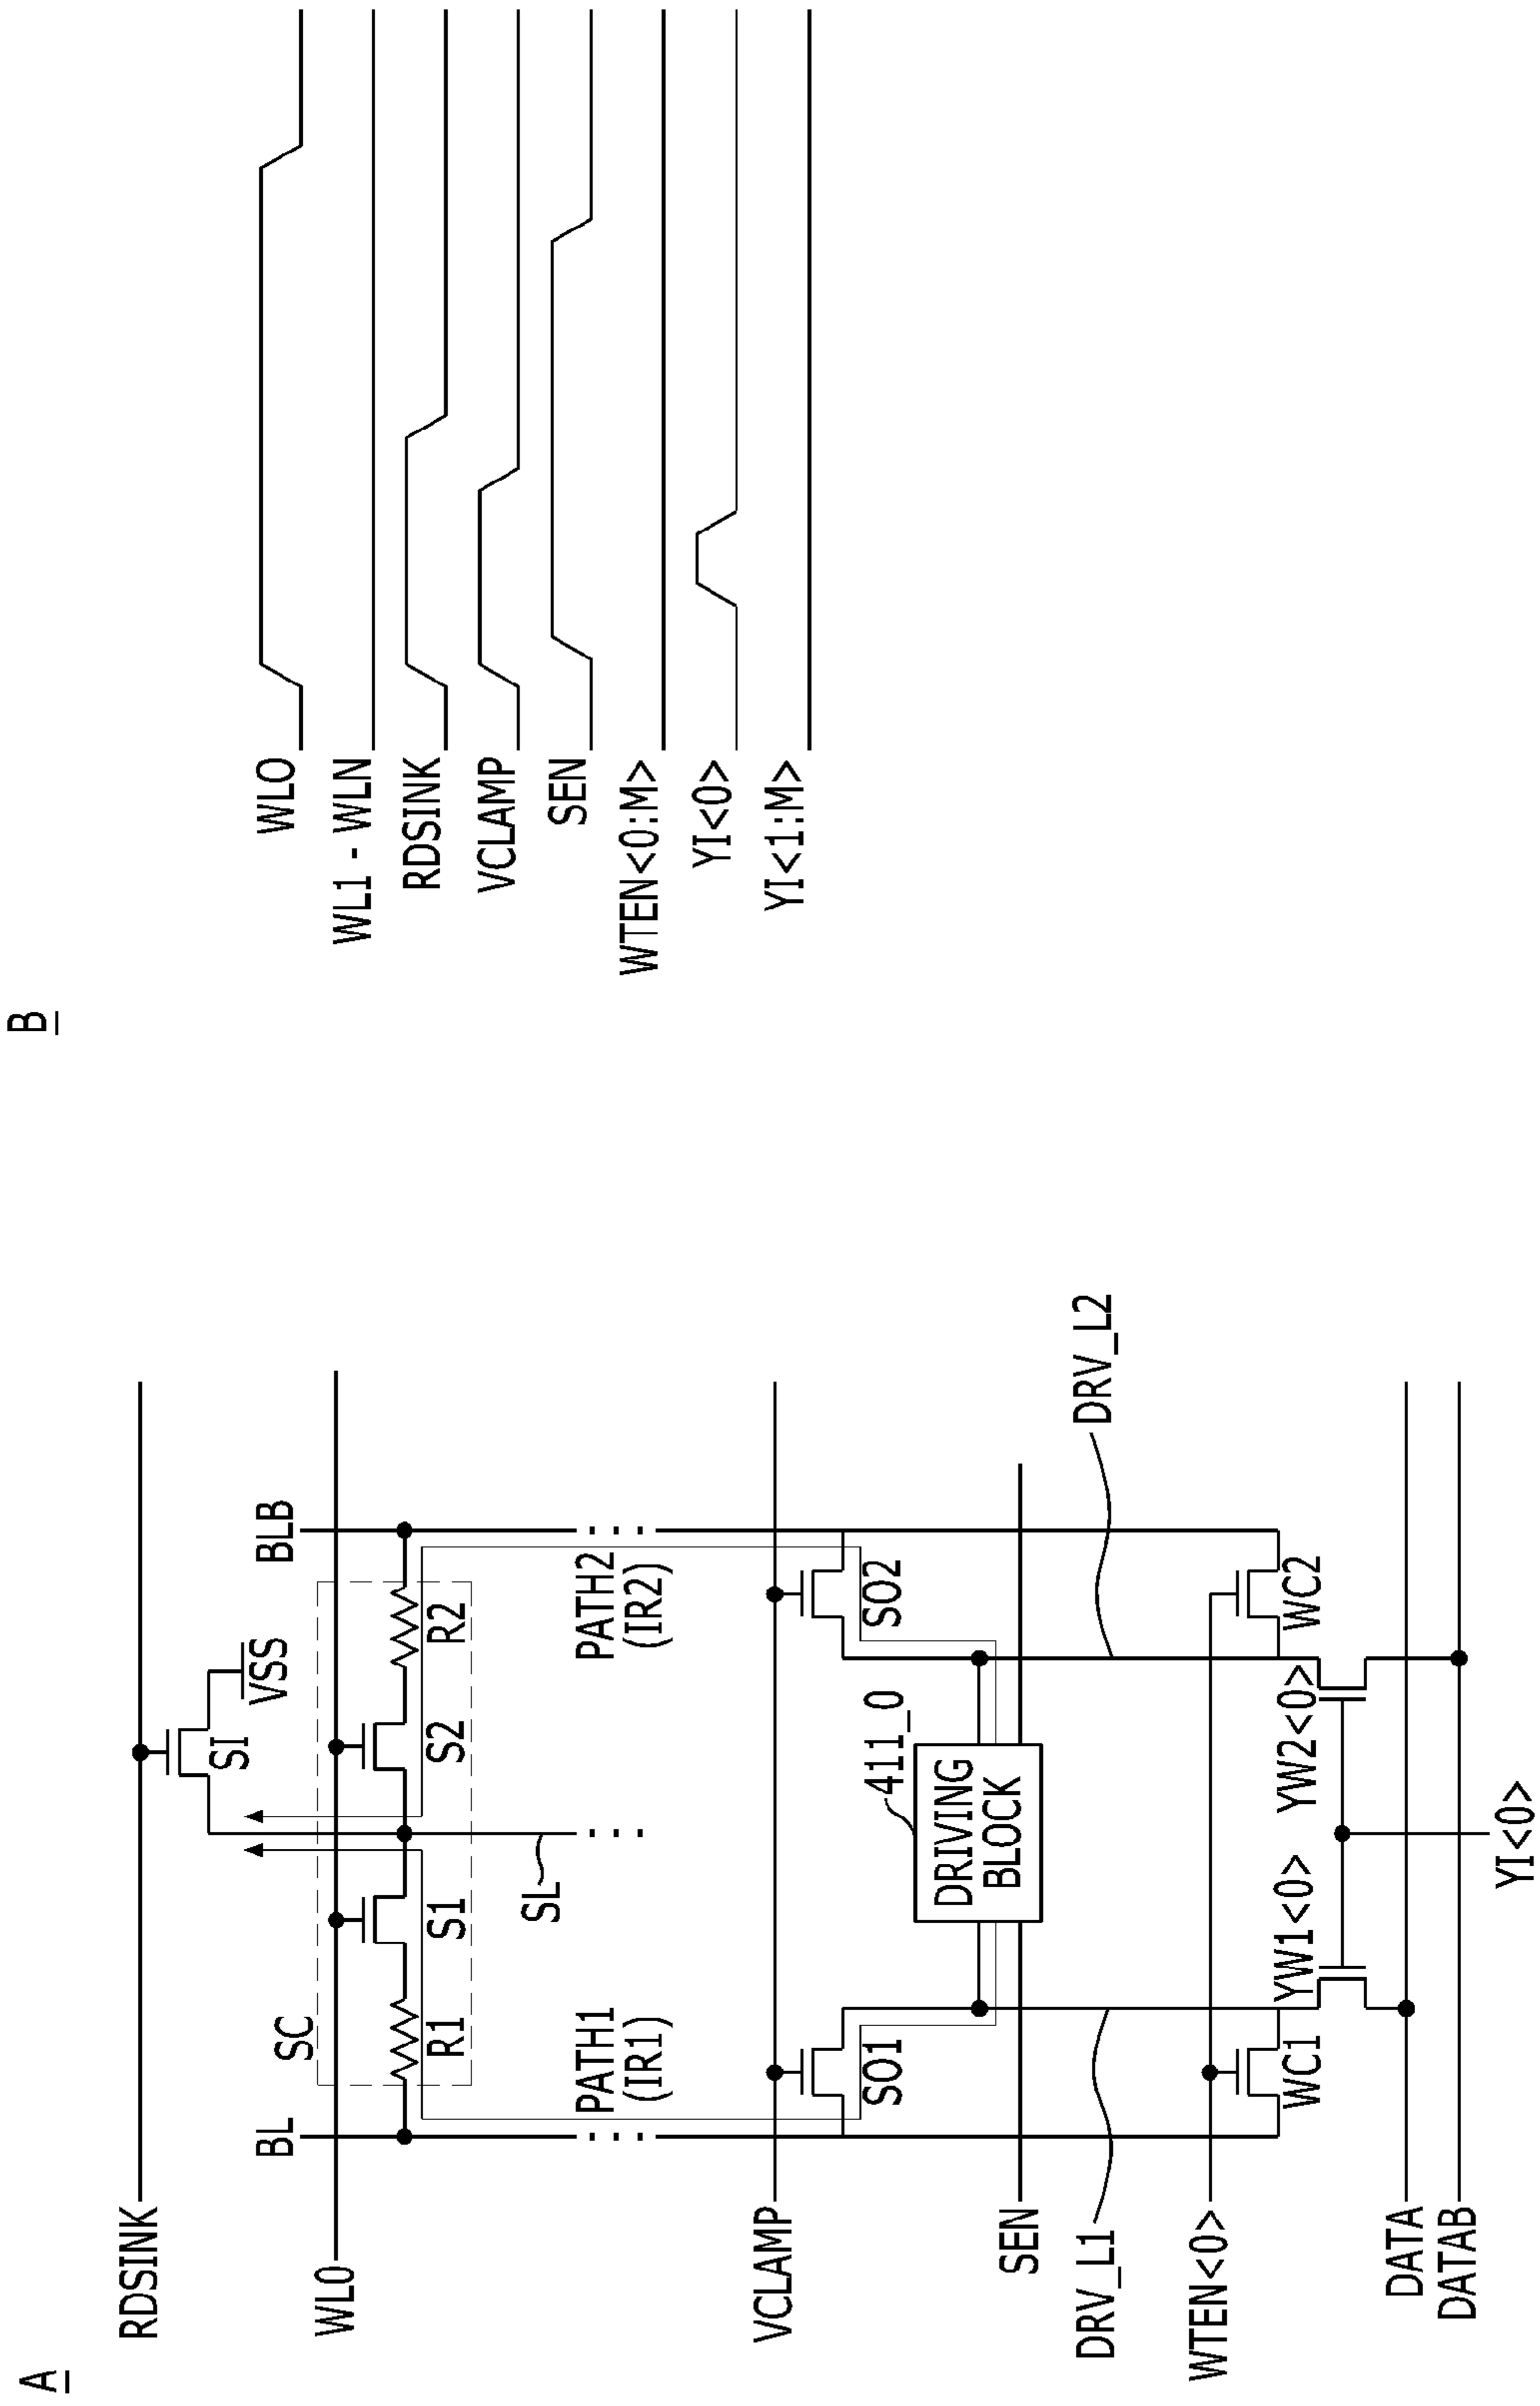 A
RDSINK
SI
VSS
WL0
BL
SC
BLB
R1
S1
S2
R2
SL
PATH1
(IR1)
PATH2
(IR2)
VCLAMP
SO1
SO2
411_0
DRIVING
BLOCK
SEN
DRV_L1
DRV_L2
WTEN<0>
WC1
WC2
YW1<0>
YW2<0>
DATA
DATAB
YI<0>
B
WL0
WL1 - WLN
RDSINK
VCLAMP
SEN
WTEN<0:M>
YI<0>
YI<1:M>